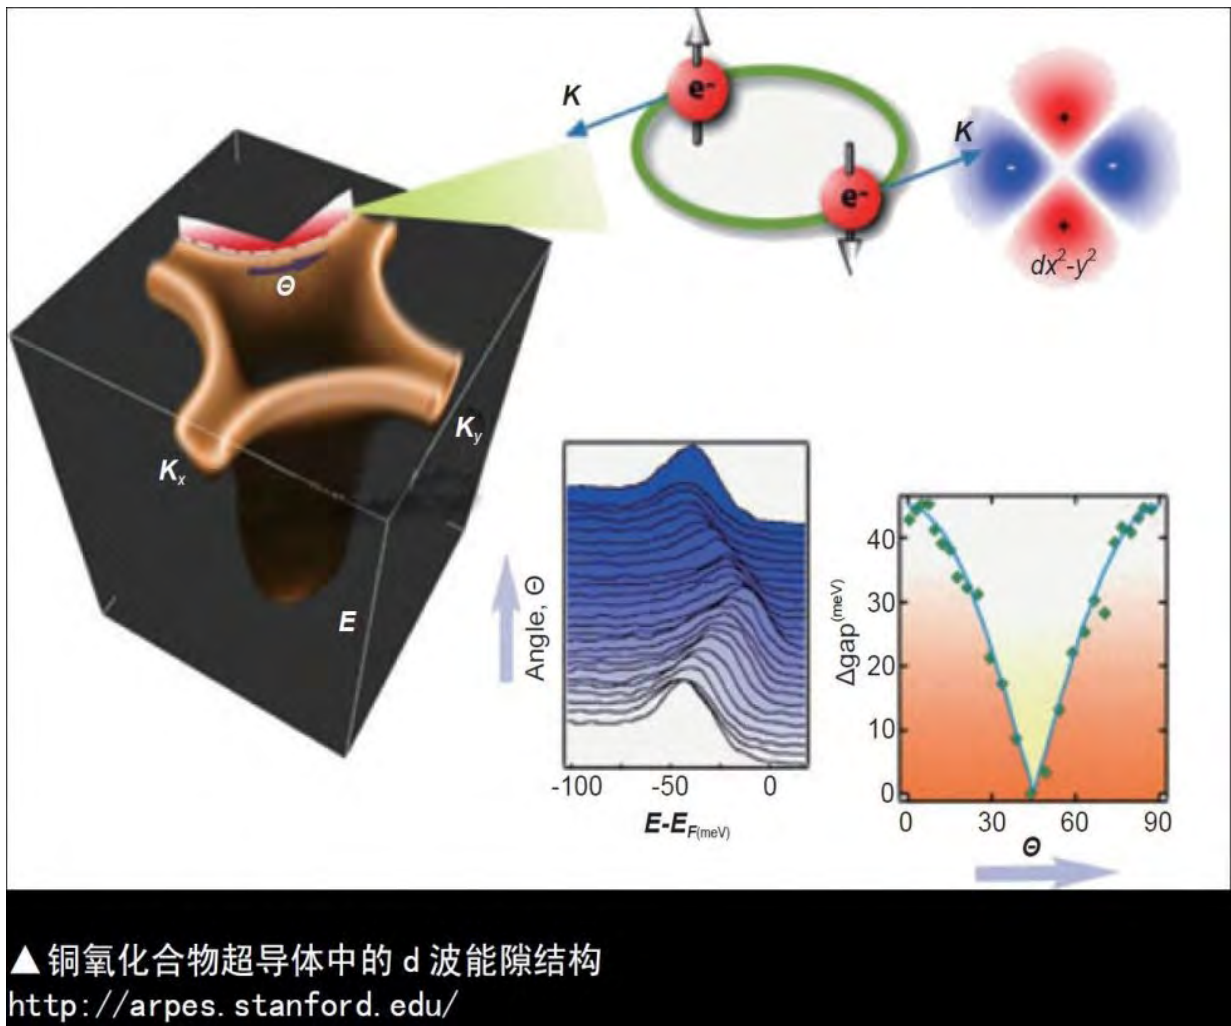 K
e-
e-
K
+
-
-
+
dx²-y²
Θ
Kx
Ky
E
Angle, Θ
-100
-50
0
E-EF(meV)
Δgap(meV)
40
30
20
10
0
0
30
60
90
Θ
▲铜氧化合物超导体中的 d 波能隙结构
http://arpes.stanford.edu/